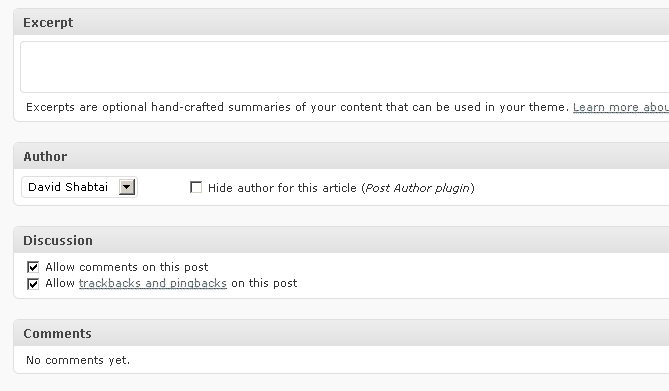 Excerpt
Excerpts are optional hand-crafted summaries of your content that can be used in your theme. Learn more abou
Author
David Shabtai Hide author for this article (Post Author plugin)
Discussion
Allow comments on this post
Allow trackbacks and pingbacks on this post
Comments
No comments yet.